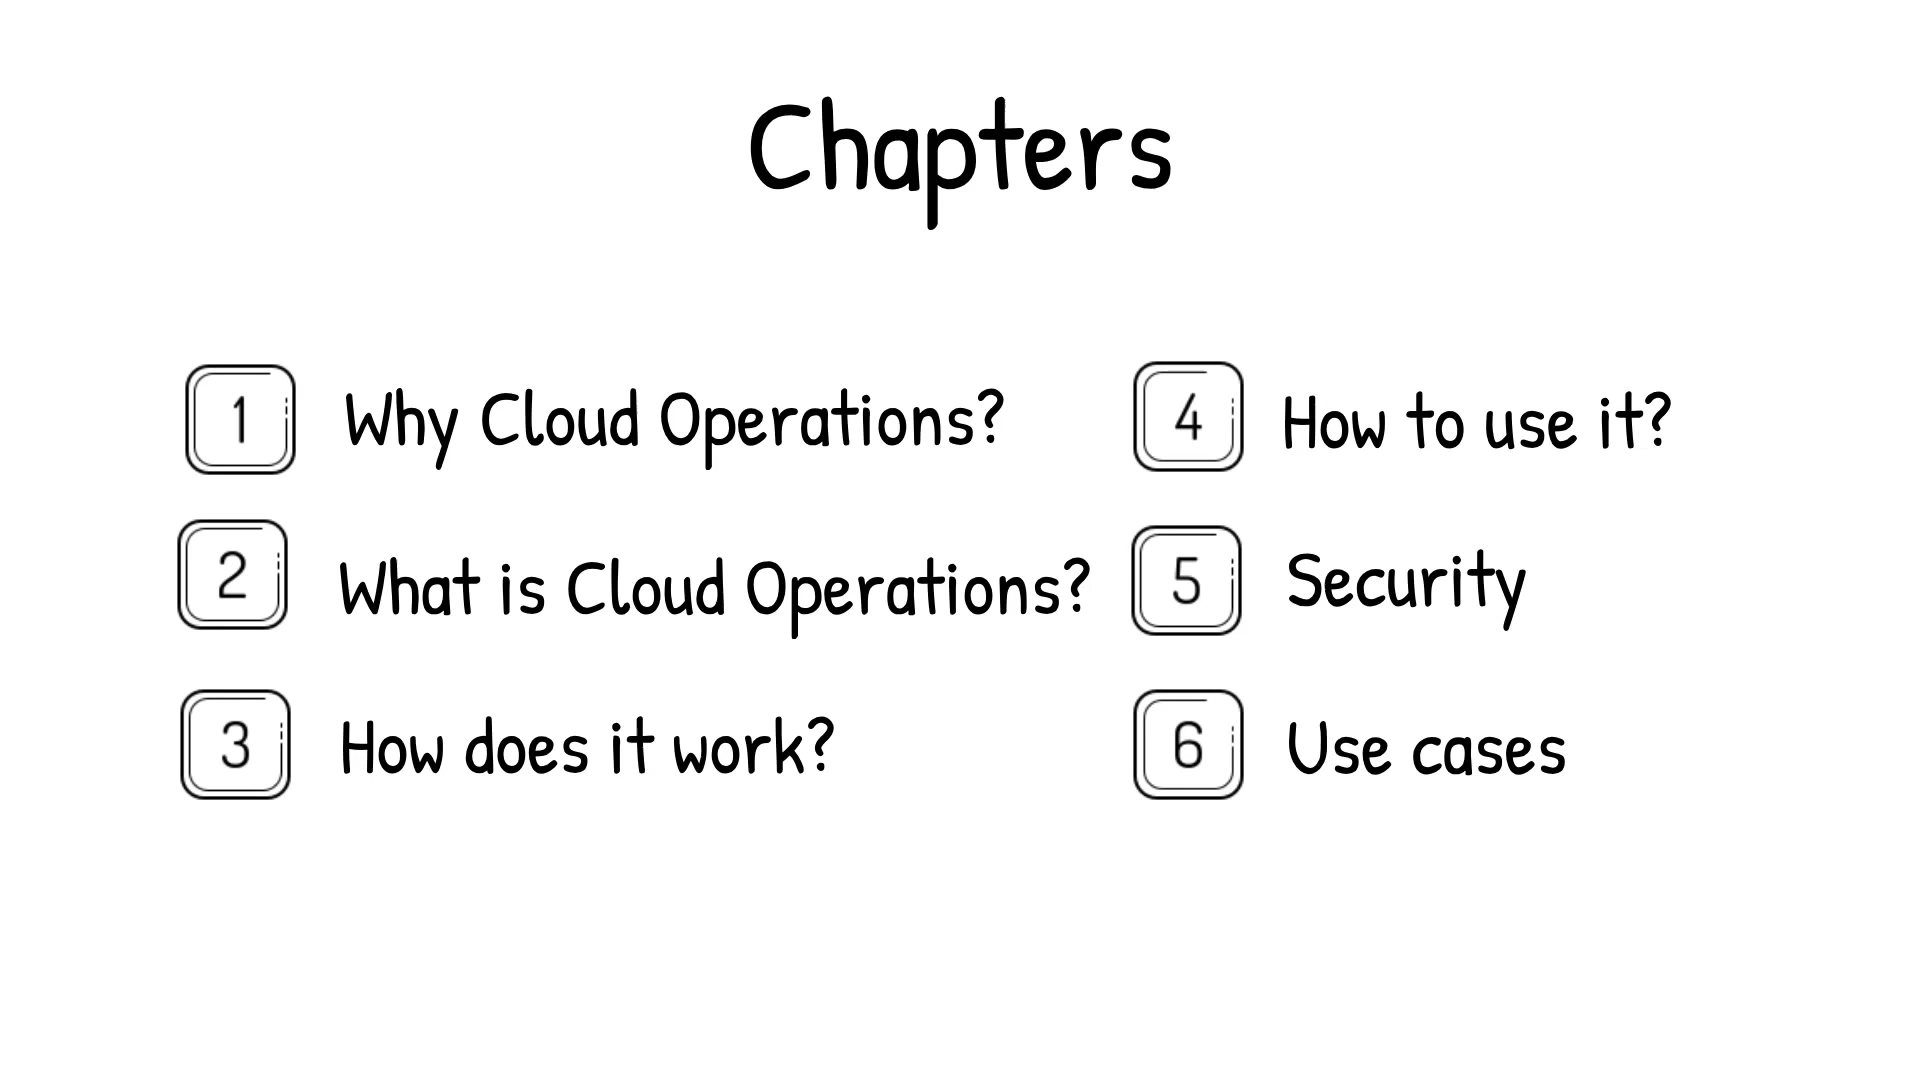 Chapters
1 Why Cloud Operations?
2 What is Cloud Operations?
3 How does it work?
4 How to use it?
5 Security
6 Use cases